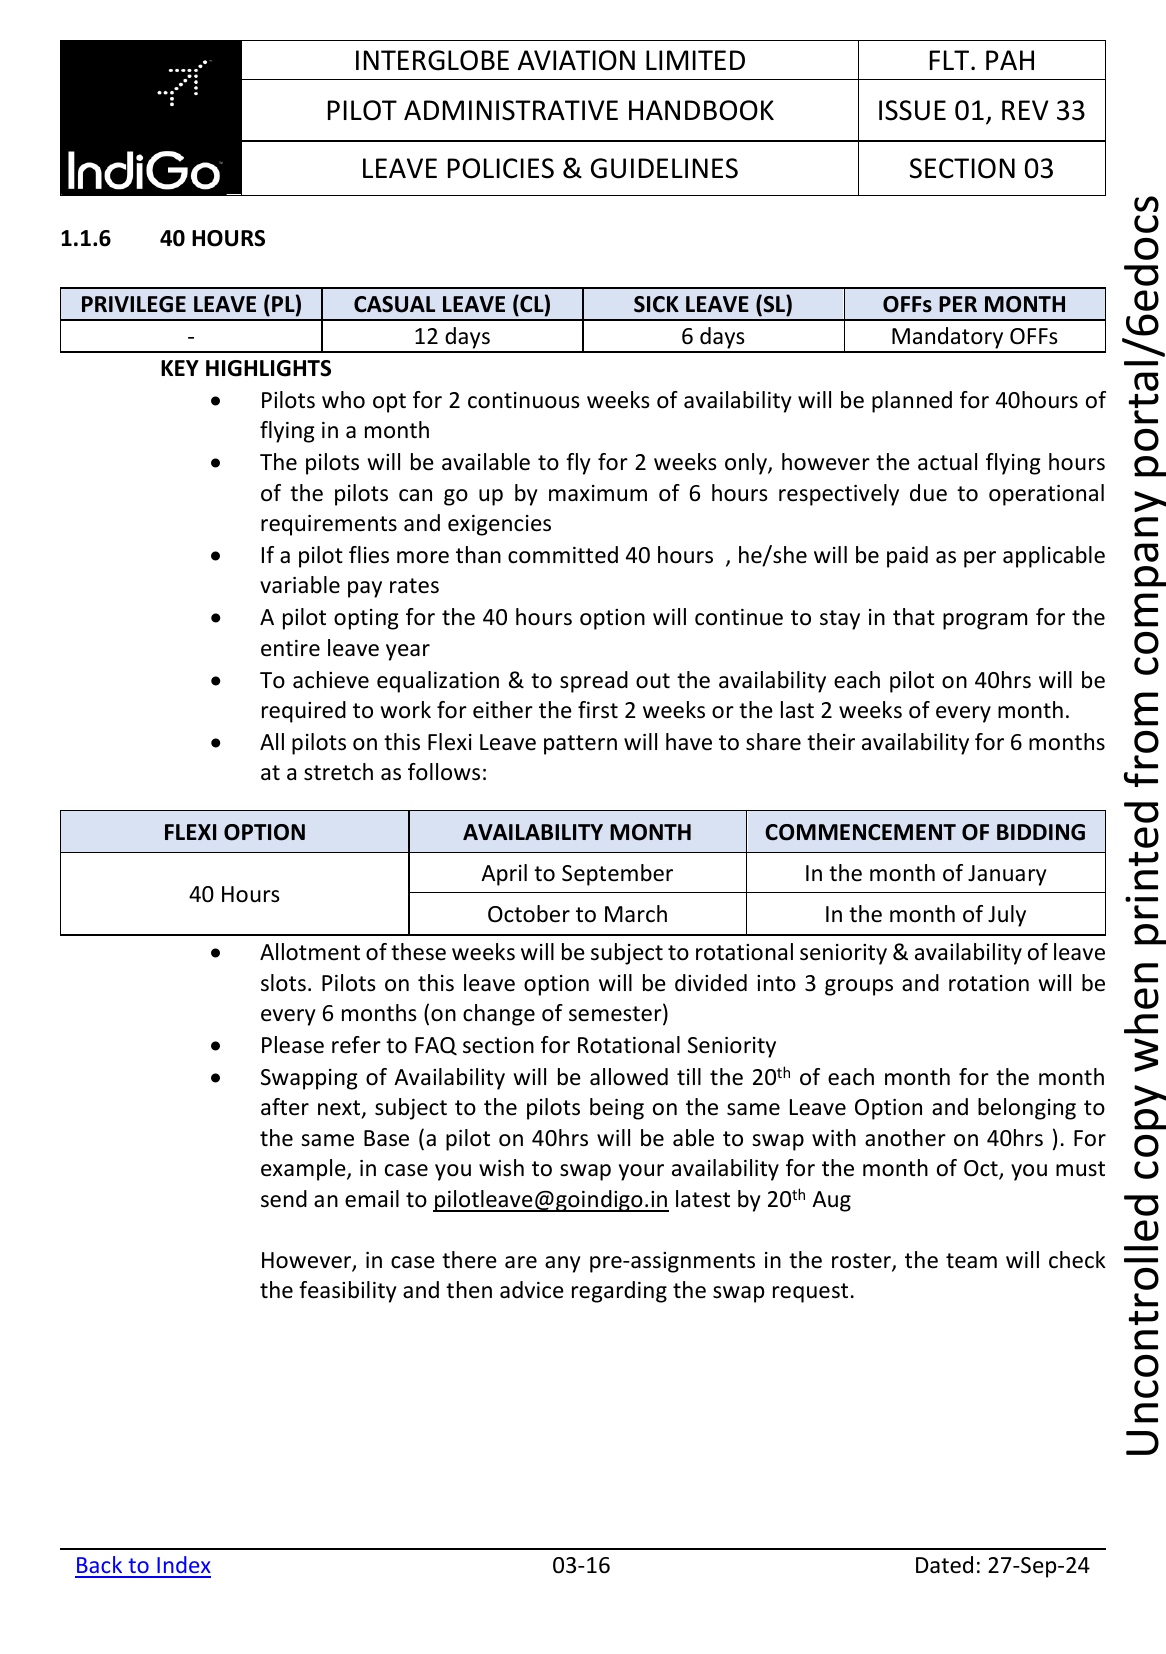 INTERGLOBE AVIATION LIMITED
FLT. PAH
PILOT ADMINISTRATIVE HANDBOOK
ISSUE 01, REV 33
IndiGo
LEAVE POLICIES & GUIDELINES
SECTION 03
1.1.6 40 HOURS
PRIVILEGE LEAVE (PL) CASUAL LEAVE (CL) SICK LEAVE (SL) OFFs PER MONTH
- 12 days 6 days Mandatory OFFs
KEY HIGHLIGHTS
• Pilots who opt for 2 continuous weeks of availability will be planned for 40hours of
flying in a month
• The pilots will be available to fly for 2 weeks only, however the actual flying hours
of the pilots can go up by maximum of 6 hours respectively due to operational
requirements and exigencies
• If a pilot flies more than committed 40 hours , he/she will be paid as per applicable
variable pay rates
• A pilot opting for the 40 hours option will continue to stay in that program for the
entire leave year
• To achieve equalization & to spread out the availability each pilot on 40hrs will be
required to work for either the first 2 weeks or the last 2 weeks of every month.
• All pilots on this Flexi Leave pattern will have to share their availability for 6 months
at a stretch as follows:
FLEXI OPTION AVAILABILITY MONTH COMMENCEMENT OF BIDDING
40 Hours
April to September In the month of January
October to March In the month of July
• Allotment of these weeks will be subject to rotational seniority & availability of leave
slots. Pilots on this leave option will be divided into 3 groups and rotation will be
every 6 months (on change of semester)
• Please refer to FAQ section for Rotational Seniority
• Swapping of Availability will be allowed till the 20th of each month for the month
after next, subject to the pilots being on the same Leave Option and belonging to
the same Base (a pilot on 40hrs will be able to swap with another on 40hrs ). For
example, in case you wish to swap your availability for the month of Oct, you must
send an email to pilotleave@goindigo.in latest by 20th Aug
However, in case there are any pre-assignments in the roster, the team will check
the feasibility and then advice regarding the swap request.
Back to Index 03-16 Dated: 27-Sep-24
Uncontrolled copy when printed from company portal/6edocs